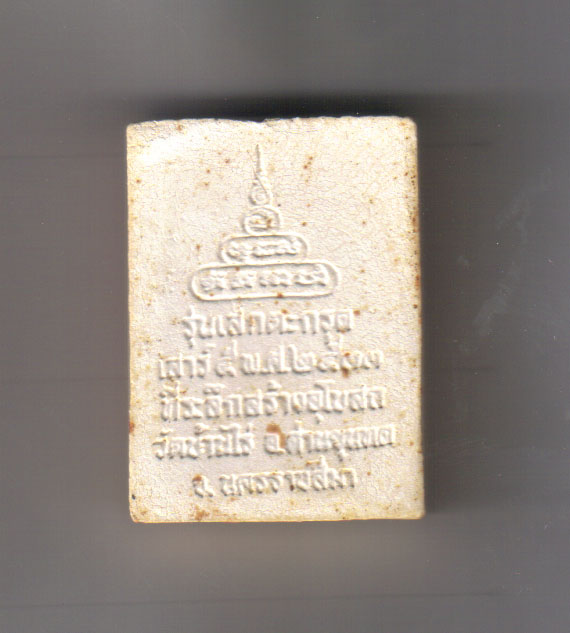 รุ่นเสกตะกรุด
เสาร์ ๕ พ.ศ ๒๕๓๓
ที่ระลึกสร้างอุโบสถ
วัดบ้านไร่ อ.ด่านขุนทด
จ. นครราชสีมา